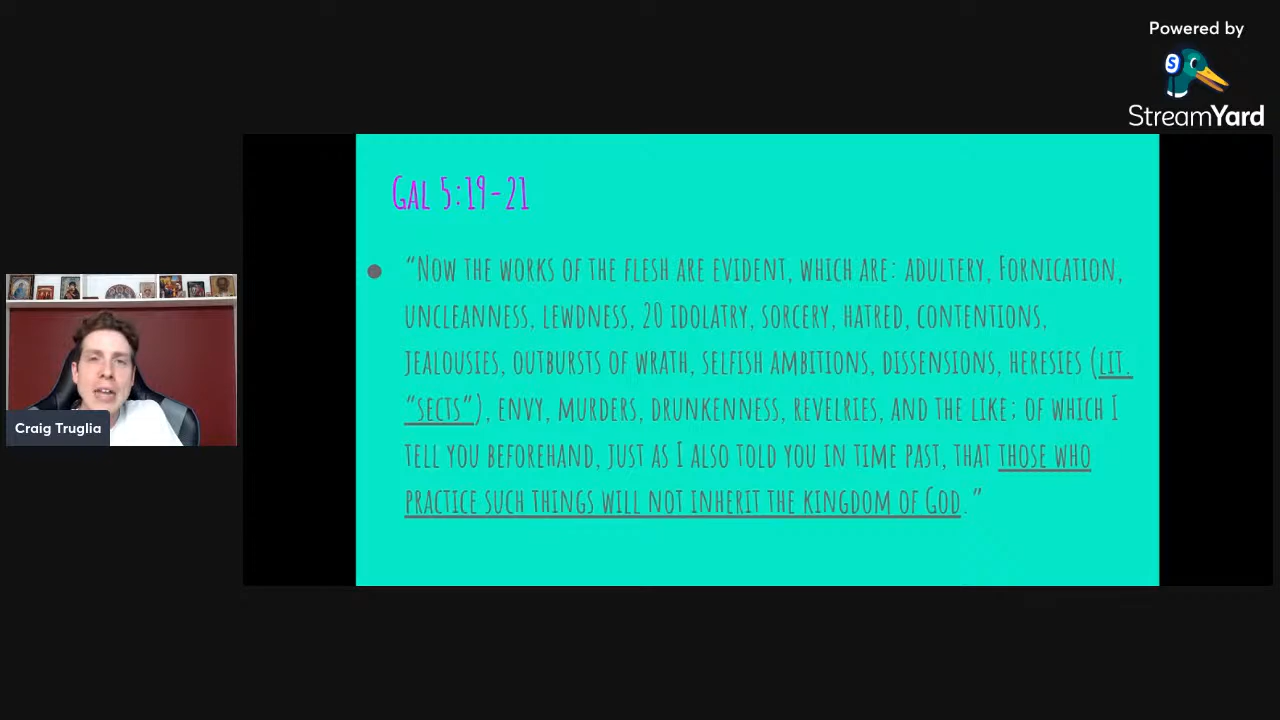 Powered by
S
StreamYard
GAL 5:19-21
“NOW THE WORKS OF THE FLESH ARE EVIDENT, WHICH ARE: ADULTERY, FORNICATION,
UNCLEANNESS, LEWDNESS, 20 IDOLATRY, SORCERY, HATRED, CONTENTIONS,
JEALOUSIES, OUTBURSTS OF WRATH, SELFISH AMBITIONS, DISSENSIONS, HERESIES (LIT.
“SECTS”), ENVY, MURDERS, DRUNKENNESS, REVELRIES, AND THE LIKE; OF WHICH I
TELL YOU BEFOREHAND, JUST AS I ALSO TOLD YOU IN TIME PAST, THAT THOSE WHO
PRACTICE SUCH THINGS WILL NOT INHERIT THE KINGDOM OF GOD.”
Craig Truglia